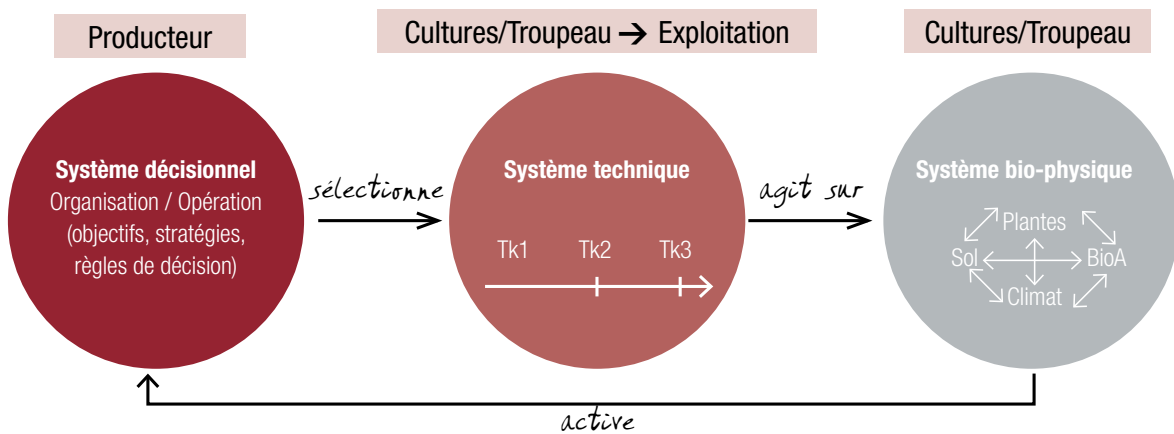 Producteur
Cultures/Troupeau → Exploitation
Cultures/Troupeau
Système décisionnel
Organisation / Opération
(objectifs, stratégies,
règles de décision)
sélectionne
Système technique
Tk1 Tk2 Tk3
agit sur
Système bio-physique
Plantes
Sol BioA
Climat
active